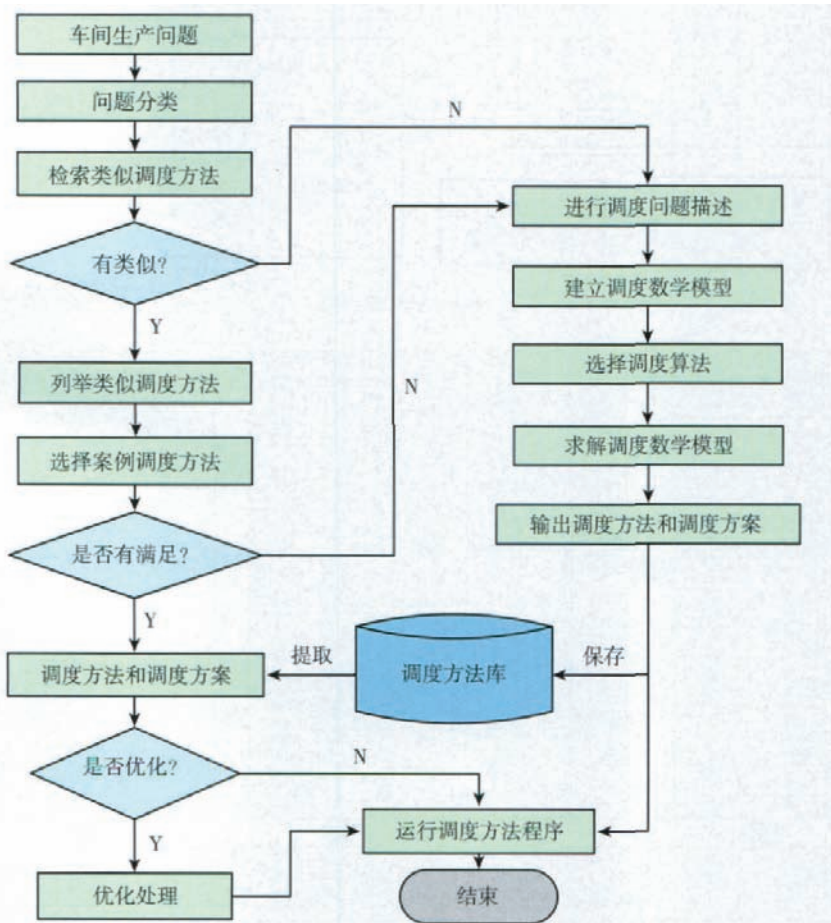 车间生产问题
问题分类
N
检索类似调度方法
进行调度问题描述
有类似?
建立调度数学模型
Y
选择调度算法
列举类似调度方法
N
求解调度数学模型
选择案例调度方法
输出调度方法和调度方案
是否有满足?
Y
提取
保存
调度方法和调度方案
调度方法库
是否优化?
N
运行调度方法程序
Y
优化处理
结束